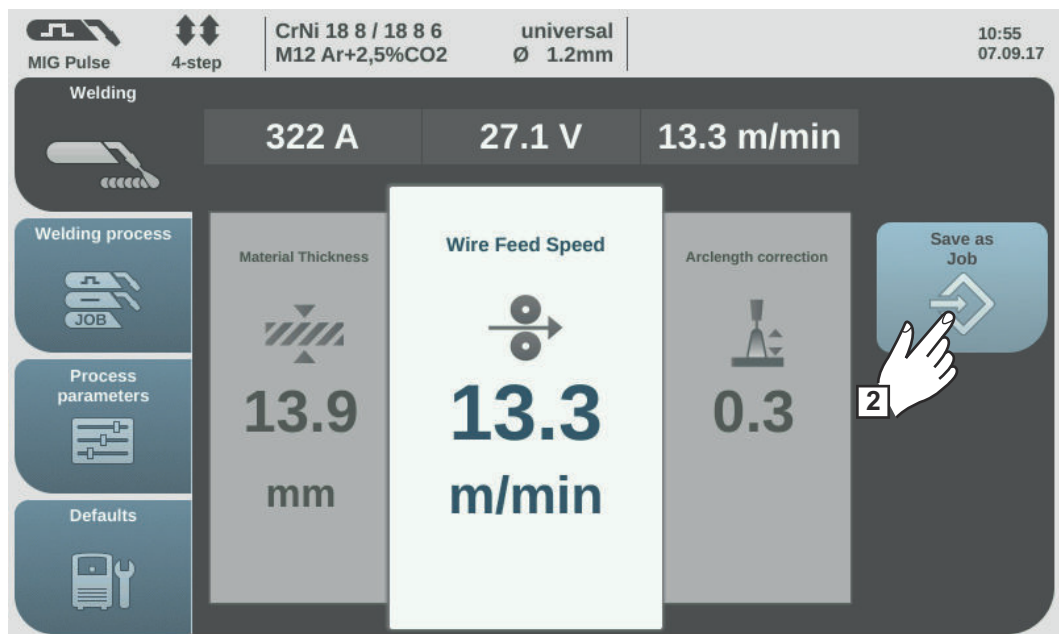 MIG Pulse
4-step
CrNi 18 8 / 18 8 6 universal
M12 Ar+2,5%CO2 Ø 1.2mm
10:55
07.09.17
Welding
322 A 27.1 V 13.3 m/min
Welding process
JOB
Process
parameters
Defaults
Material Thickness
13.9
mm
Wire Feed Speed
13.3
m/min
Arclength correction
0.3
Save as
Job
2